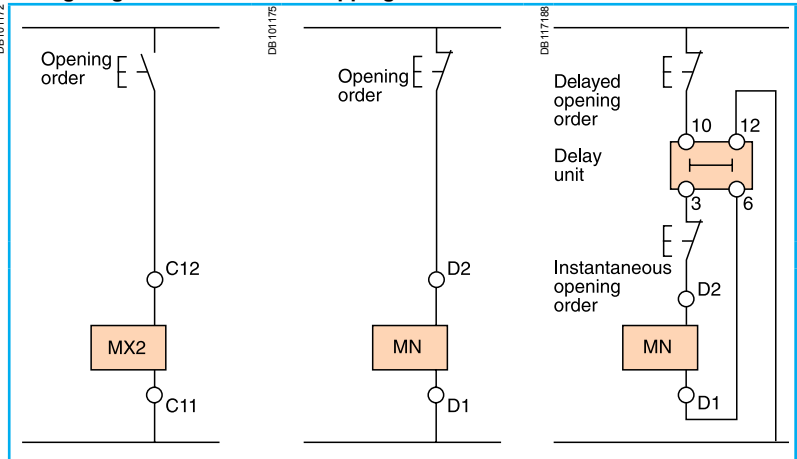 DB101175
DB117188
Opening
order
C12
MX2
C11
Opening
order
D2
MN
D1
Delayed
opening
order
10
12
Delay
unit
3
6
Instantaneous
opening
order
D2
MN
D1